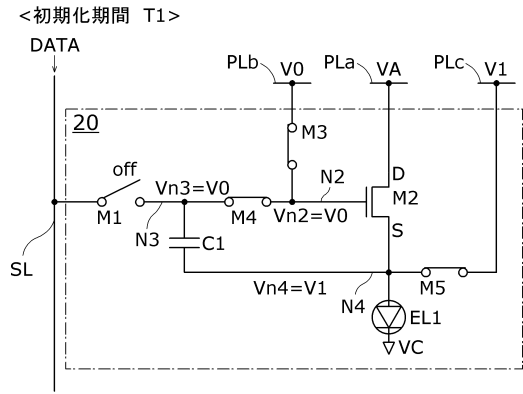 <初期化期間 T1>
DATA
PLb V0
PLa VA
PLc V1
20
M3
off
Vn3=V0
N2
D
M2
M1
N3
M4
Vn2=V0
S
C1
SL
Vn4=V1
N4
M5
EL1
VC